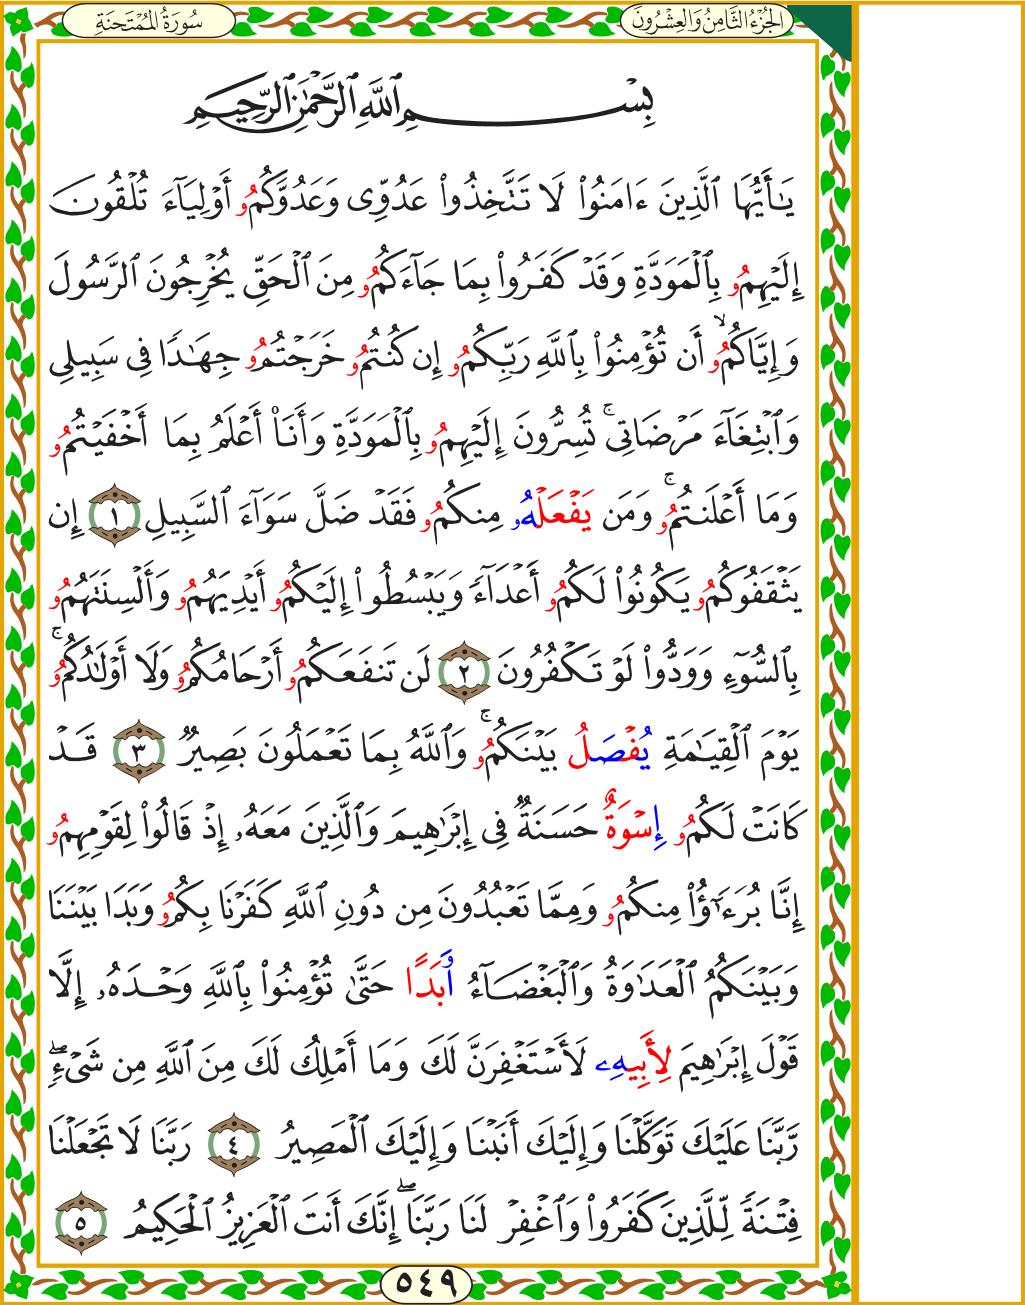 الجُزْءُ الثَّامِنُ وَالعِشْرُونَ
سُورَةُ المُمْتَحَنَةِ
بِسْمِ ٱللَّهِ ٱلرَّحْمَٰنِ ٱلرَّحِيمِ
يَٰٓأَيُّهَا ٱلَّذِينَ ءَامَنُوا۟ لَا تَتَّخِذُوا۟ عَدُوِّى وَعَدُوَّكُمُۥ أَوْلِيَآءَ تُلْقُونَ
إِلَيْهِمُۥ بِٱلْمَوَدَّةِ وَقَدْ كَفَرُوا۟ بِمَا جَآءَكُمُۥ مِنَ ٱلْحَقِّ يُخْرِجُونَ ٱلرَّسُولَ
وَإِيَّاكُمُۥ ۙ أَن تُؤْمِنُوا۟ بِٱللَّهِ رَبِّكُمُۥ إِن كُنتُمُۥ خَرَجْتُمُۥ جِهَٰدًا فِى سَبِيلِى
وَٱبْتِغَآءَ مَرْضَاتِى ۚ تُسِرُّونَ إِلَيْهِمُۥ بِٱلْمَوَدَّةِ وَأَنَا۠ أَعْلَمُ بِمَا أَخْفَيْتُمُۥ
وَمَا أَعْلَنتُمُۥ ۚ وَمَن يَفْعَلْهُۥ مِنكُمُۥ فَقَدْ ضَلَّ سَوَآءَ ٱلسَّبِيلِ ١ إِن
يَثْقَفُوكُمُۥ يَكُونُوا۟ لَكُمُۥ أَعْدَآءً وَيَبْسُطُوا۟ إِلَيْكُمُۥ أَيْدِيَهُمُۥ وَأَلْسِنَتَهُمُۥ
بِٱلسُّوٓءِ وَوَدُّوا۟ لَوْ تَكْفُرُونَ ٢ لَن تَنفَعَكُمُۥ أَرْحَامُكُمُۥ وَلَا أَوْلَٰدُكُمُۥ ۚ
يَوْمَ ٱلْقِيَٰمَةِ يُفْصَلُ بَيْنَكُمُۥ ۚ وَٱللَّهُ بِمَا تَعْمَلُونَ بَصِيرٌ ٣ قَدْ
كَانَتْ لَكُمُۥ إِسْوَةٌ حَسَنَةٌ فِى إِبْرَٰهِيمَ وَٱلَّذِينَ مَعَهُۥ إِذْ قَالُوا۟ لِقَوْمِهِمُۥ
إِنَّا بُرَءَٰٓؤُا۟ مِنكُمُۥ وَمِمَّا تَعْبُدُونَ مِن دُونِ ٱللَّهِ كَفَرْنَا بِكُمُۥ وَبَدَا بَيْنَنَا
وَبَيْنَكُمُ ٱلْعَدَٰوَةُ وَٱلْبَغْضَآءُ أَبَدًا حَتَّىٰ تُؤْمِنُوا۟ بِٱللَّهِ وَحْدَهُۥ إِلَّا
قَوْلَ إِبْرَٰهِيمَ لِأَبِيهِۦ لَأَسْتَغْفِرَنَّ لَكَ وَمَا أَمْلِكُ لَكَ مِنَ ٱللَّهِ مِن شَىْءٍ ۖ
رَّبَّنَا عَلَيْكَ تَوَكَّلْنَا وَإِلَيْكَ أَنَبْنَا وَإِلَيْكَ ٱلْمَصِيرُ ٤ رَبَّنَا لَا تَجْعَلْنَا
فِتْنَةً لِّلَّذِينَ كَفَرُوا۟ وَٱغْفِرْ لَنَا رَبَّنَا ۖ إِنَّكَ أَنتَ ٱلْعَزِيزُ ٱلْحَكِيمُ ٥
٥٤٩